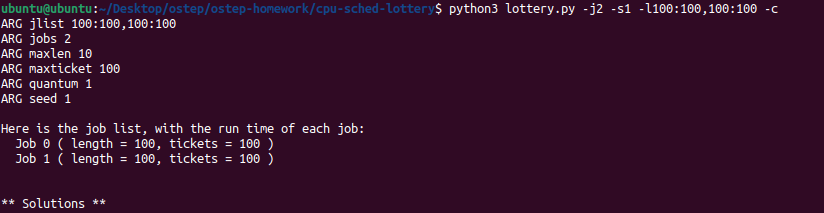 ubuntu@ubuntu:~/Desktop/ostep/ostep-homework/cpu-sched-lottery$ python3 lottery.py -j2 -s1 -l100:100,100:100 -c
ARG jlist 100:100,100:100
ARG jobs 2
ARG maxlen 10
ARG maxticket 100
ARG quantum 1
ARG seed 1
Here is the job list, with the run time of each job:
Job 0 ( length = 100, tickets = 100 )
Job 1 ( length = 100, tickets = 100 )
** Solutions **